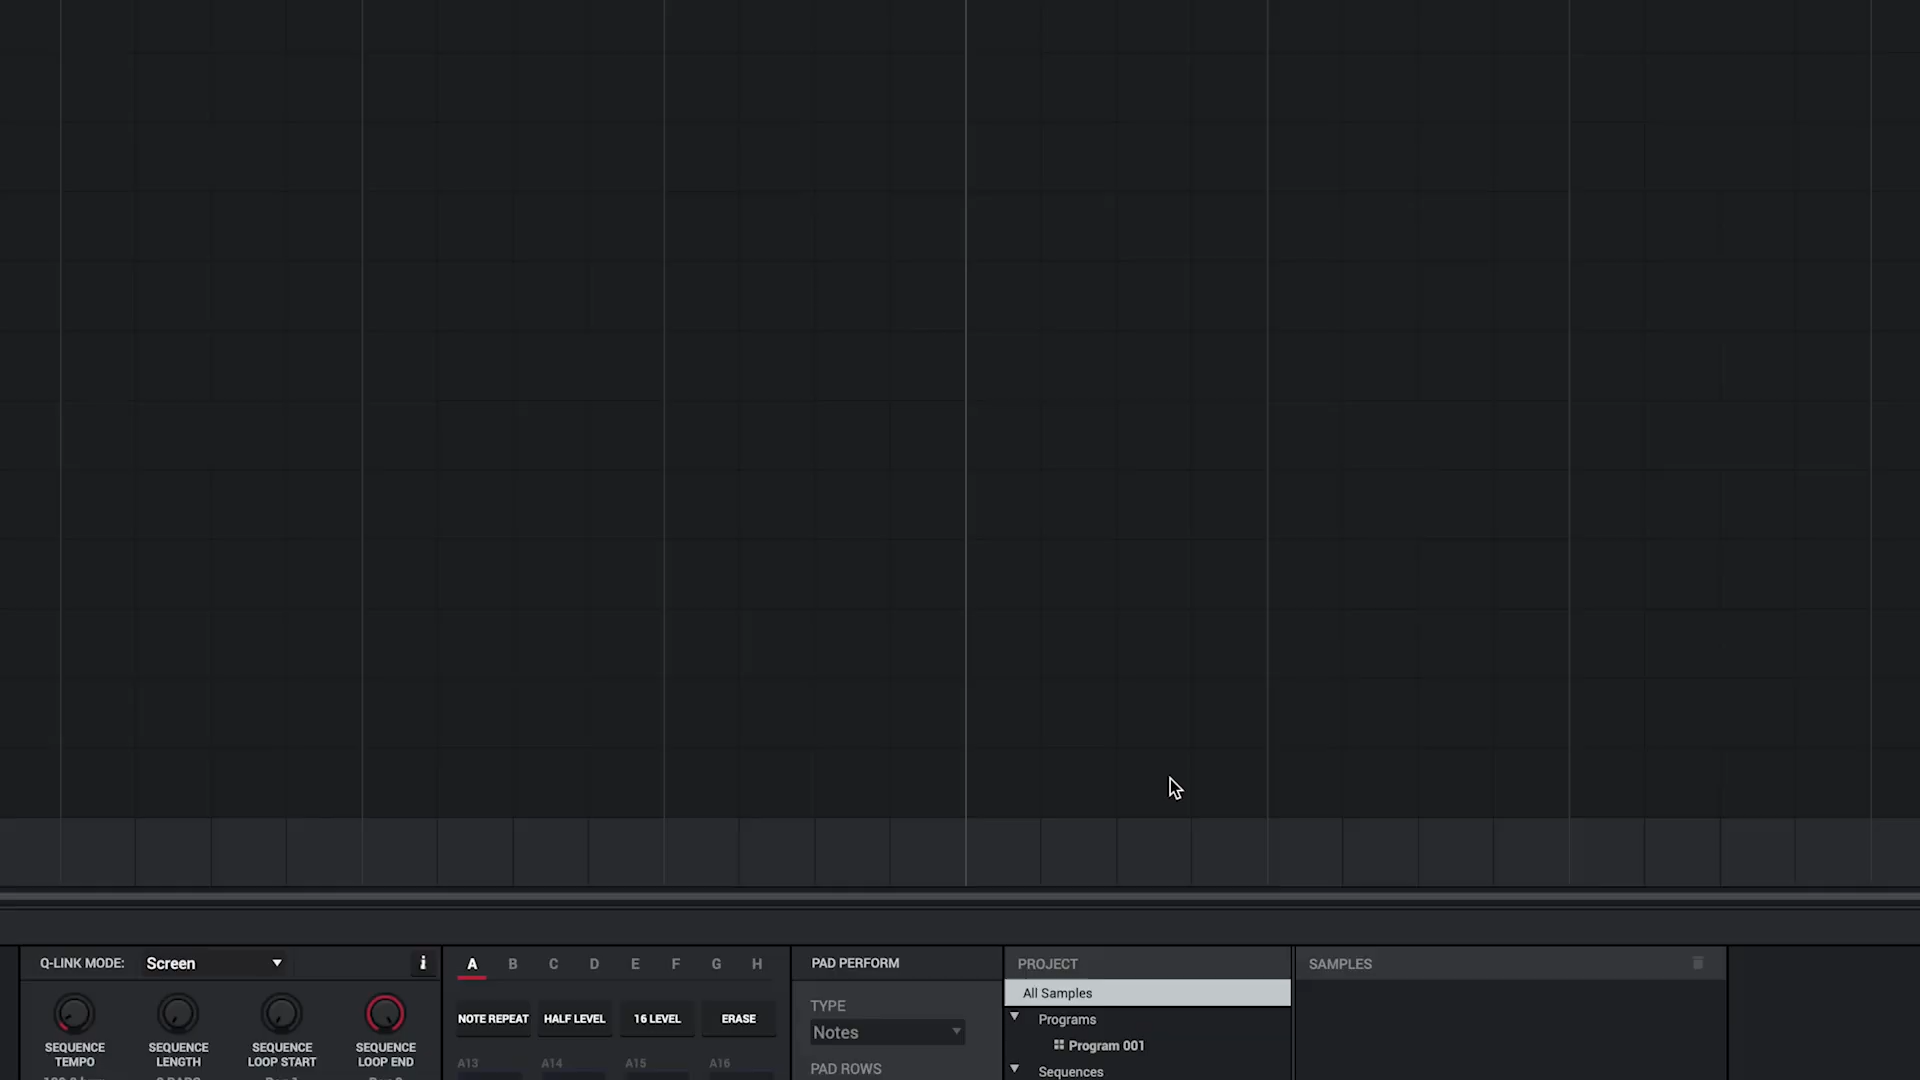 Q-LINK MODE: Screen
i
A B C D E F G H
PAD PERFORM
PROJECT
SAMPLES
All Samples
TYPE
Notes
NOTE REPEAT
HALF LEVEL
16 LEVEL
ERASE
Programs
Program 001
SEQUENCE TEMPO
SEQUENCE LENGTH
SEQUENCE LOOP START
SEQUENCE LOOP END
A13 A14 A15 A16
PAD ROWS
Sequences